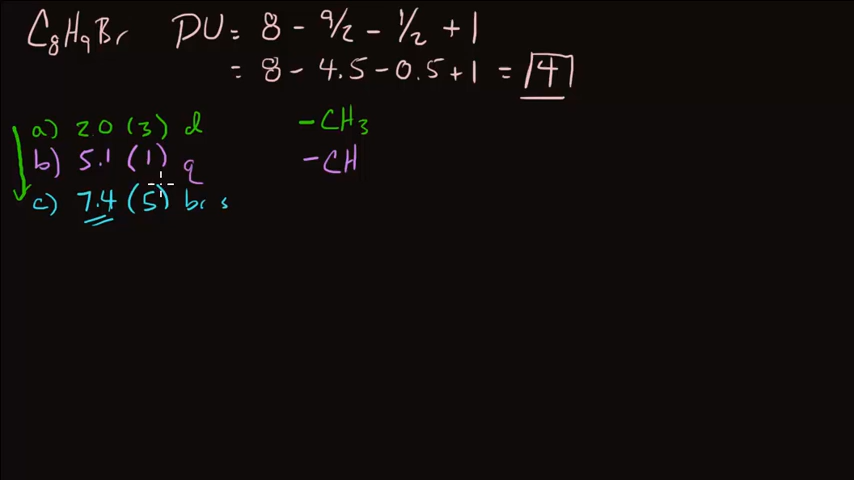 C₈H₉Br DU = 8 - 9/2 - 1/2 + 1
= 8 - 4.5 - 0.5 + 1 = 4
a) 2.0 (3) d -CH₃
b) 5.1 (1) q -CH
c) 7.4 (5) br s